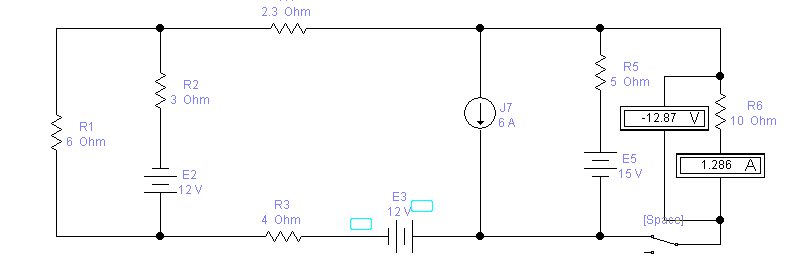 2.3 Ohm
R2
3 Ohm
R5
5 Ohm
J7
6 A
R6
10 Ohm
-12.87 V
R1
6 Ohm
1.286 A
E2
12 V
E5
15 V
E3
12 V
R3
4 Ohm
[Space]